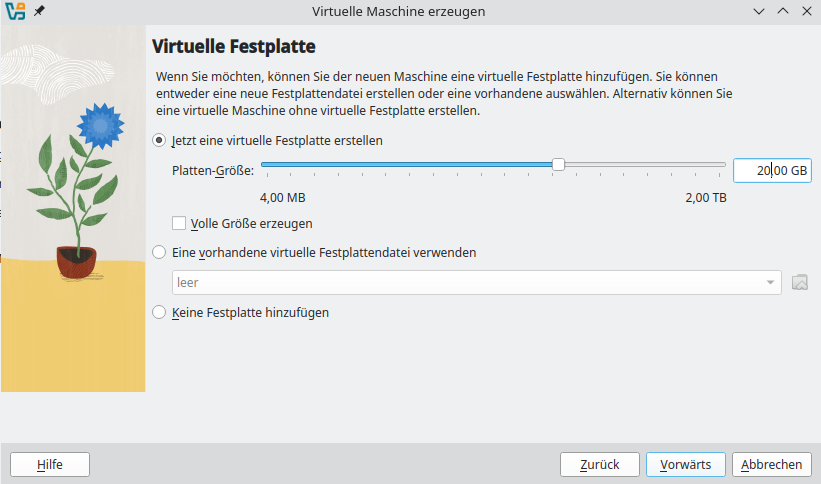 Virtuelle Maschine erzeugen
Virtuelle Festplatte
Wenn Sie möchten, können Sie der neuen Maschine eine virtuelle Festplatte hinzufügen. Sie können
entweder eine neue Festplattendatei erstellen oder eine vorhandene auswählen. Alternativ können Sie
eine virtuelle Maschine ohne virtuelle Festplatte erstellen.
Jetzt eine virtuelle Festplatte erstellen
Platten-Größe:
20,00 GB
4,00 MB
2,00 TB
Volle Größe erzeugen
Eine vorhandene virtuelle Festplattendatei verwenden
leer
Keine Festplatte hinzufügen
Hilfe
Zurück
Vorwärts
Abbrechen